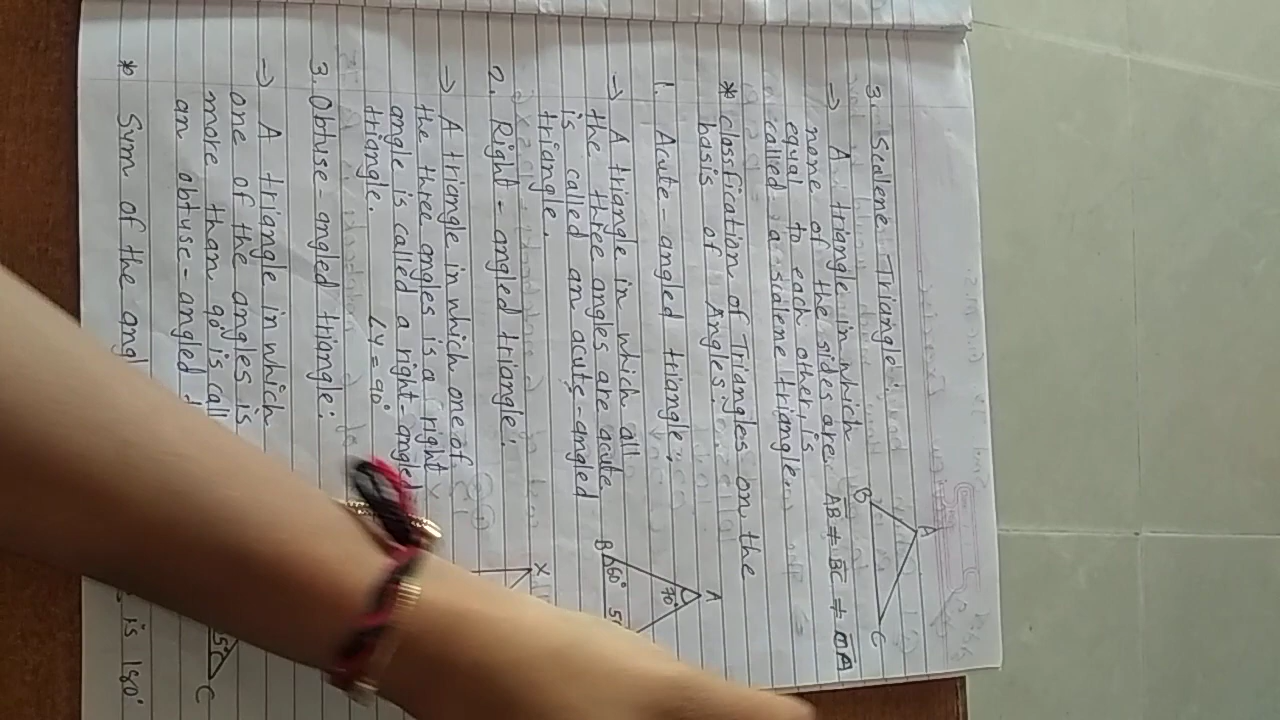 3. Scalene Triangle:
→ A triangle in which
none of the sides are
equal to each other, is
called a scalene triangle.
AB ≠ BC ≠ CA
A
B
C
* classification of Triangles on the
basis of Angles:
1. Acute-angled triangle:
→ A triangle in which all
the three angles are acute
is called an acute-angled
triangle.
A
70°
B 60°
2. Right-angled triangle:
→ A triangle in which one of
the three angles is a right
angle is called a right-angled
triangle.
∠Y = 90°
X
3. Obtuse-angled triangle:
→ A triangle in which
one of the angles is
more than 90° is call
an obtuse-angled
C
* Sum of the angl
is 180°